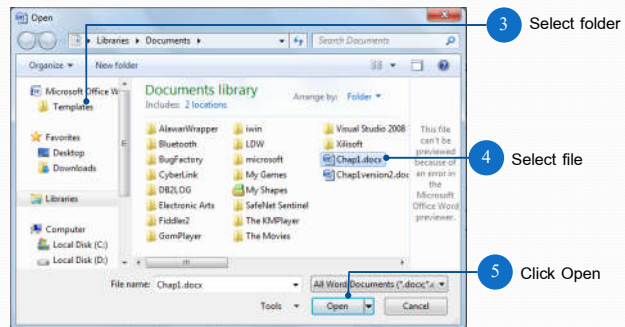 Open
Libraries ▸ Documents ▸
Search Documents
3 Select folder
Organize ▾ New folder
Microsoft Office W
Templates
Favorites
Desktop
Downloads
Libraries
Computer
Local Disk (C:)
Local Disk (D:)
Documents library
Includes: 2 locations
Arrange by: Folder ▾
AlawarWrapper
Bluetooth
BugFactory
CyberLink
DB2LOG
Electronic Arts
Fiddler2
GomPlayer
iwin
LDW
microsoft
My Games
My Shapes
SafeNet Sentinel
The KMPlayer
The Movies
Visual Studio 2008
Xilisoft
Chap1.docx
Chap1version2.doc
This file
can't be
previewed
because of
an error in
the
Microsoft
Office Word
previewer.
4 Select file
File name: Chap1.docx
All Word Documents (*.docx;*.
5 Click Open
Tools ▾ Open Cancel